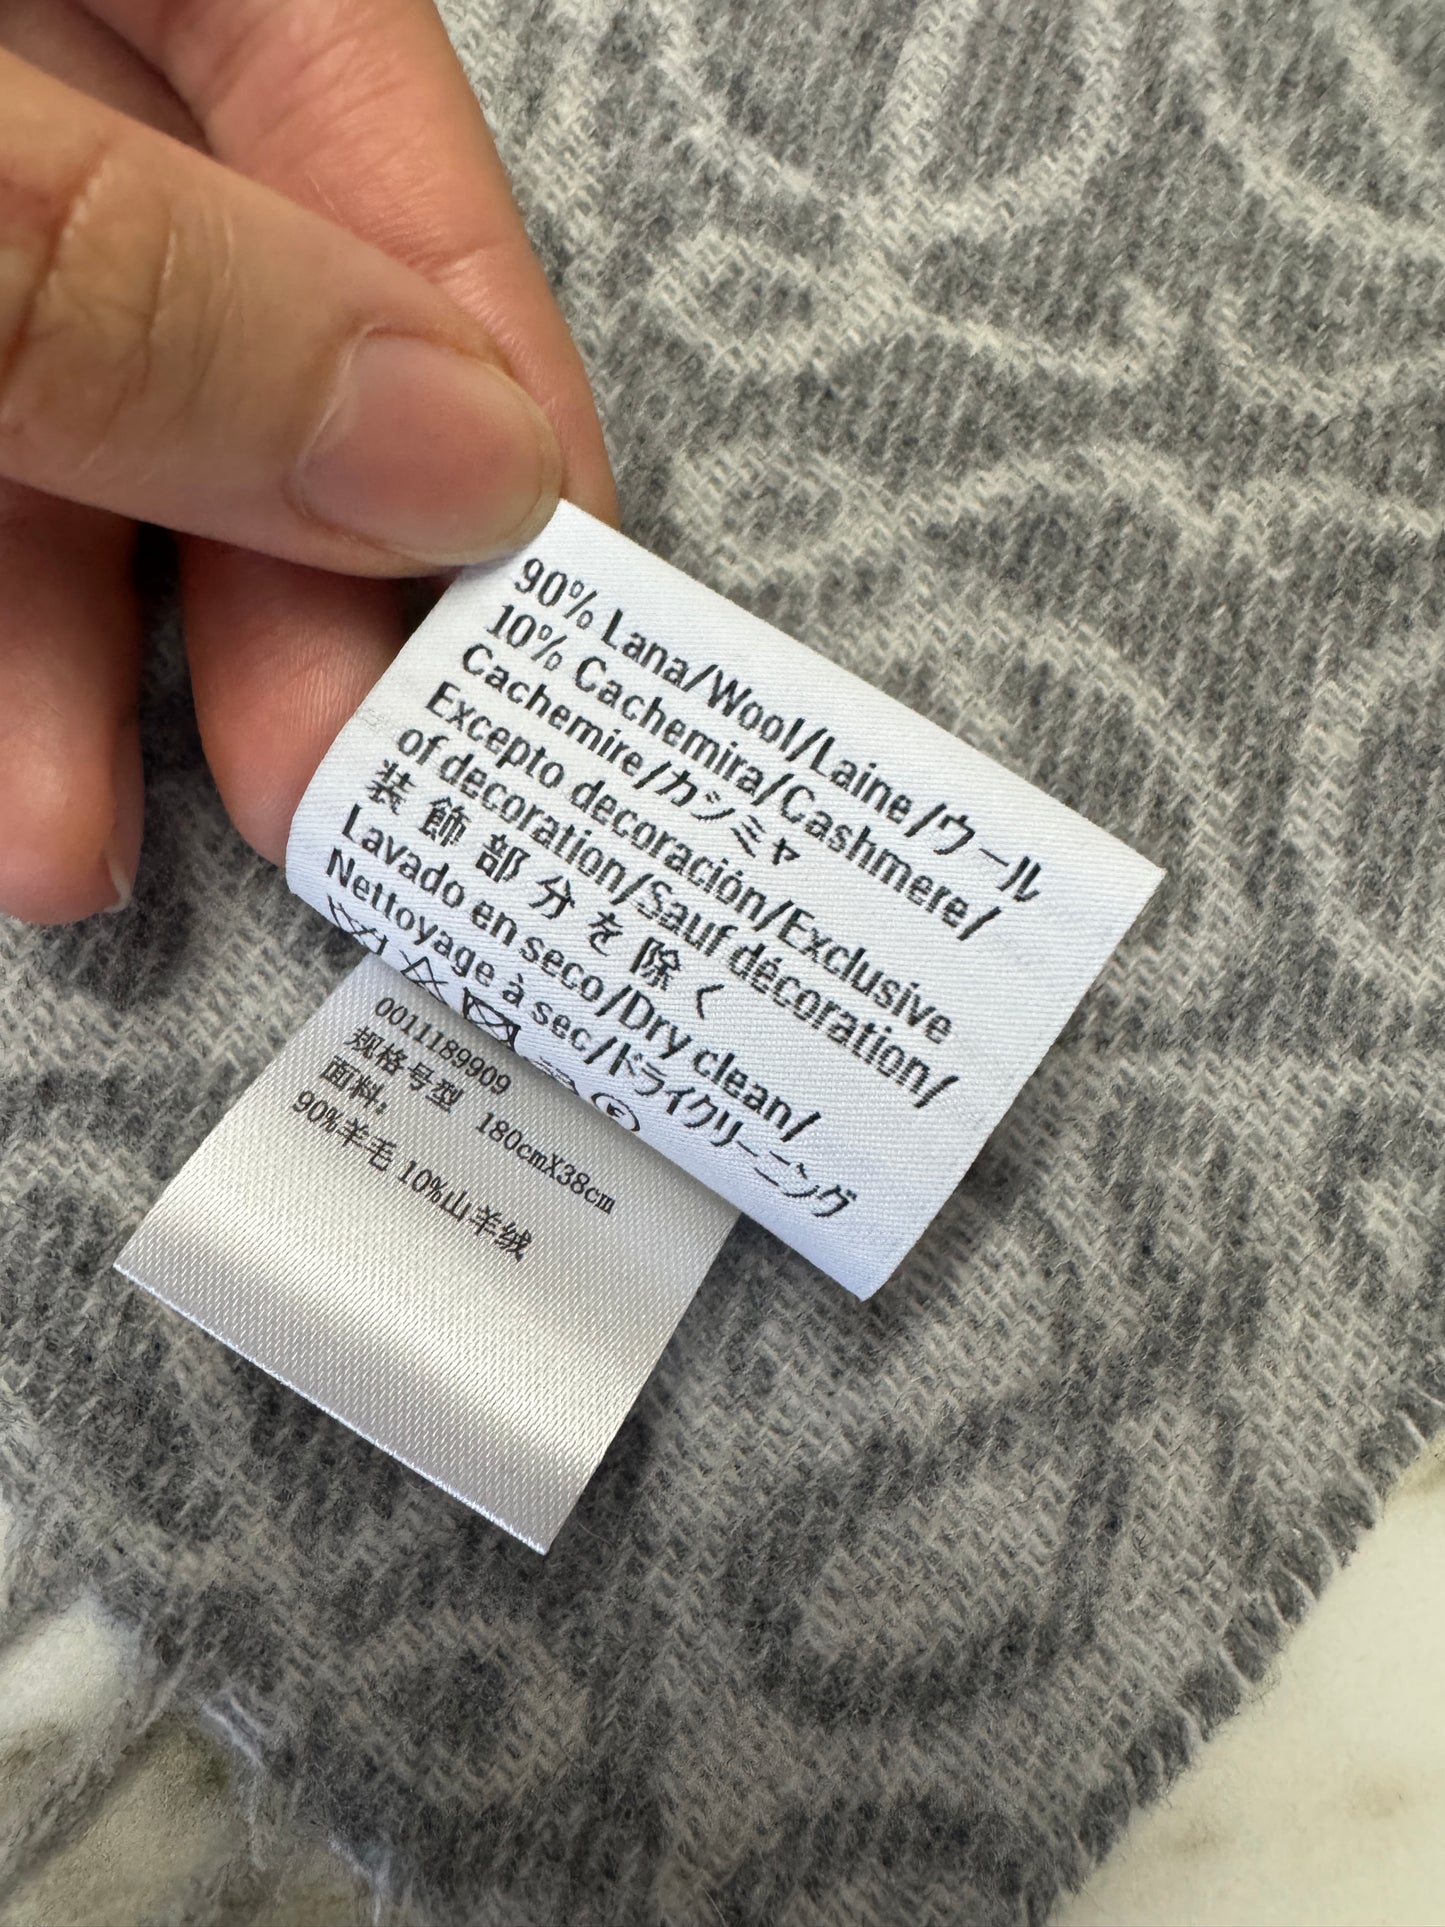 90% Lana/Wool/Laine/ウール
10% Cachemira/Cashmere/
Cachemire/カシミヤ
Excepto decoración/Exclusive
of decoration/Sauf décoration/
装飾部分を除く
Lavado en seco/Dry clean/
Nettoyage à sec/ドライクリーニング
0011189909
规格号型 180cmX38cm
面料:
90%羊毛 10%山羊绒